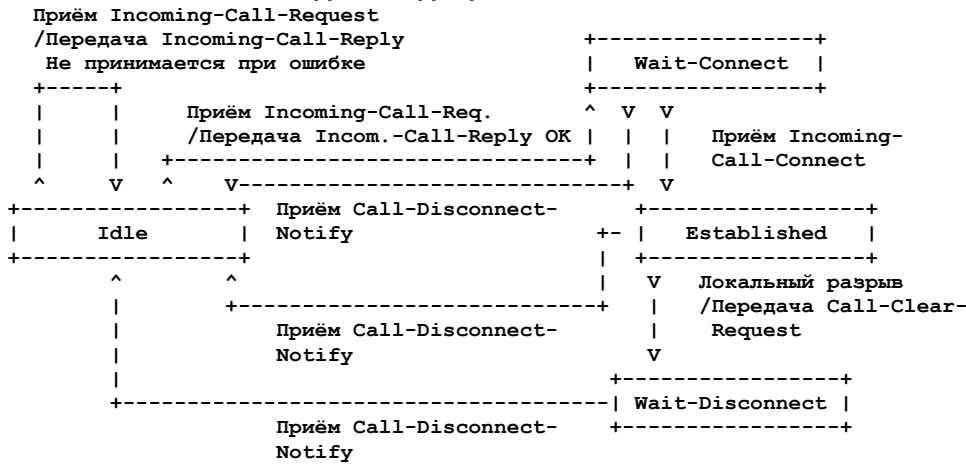 Приём Incoming-Call-Request
/Передача Incoming-Call-Reply
Не принимается при ошибке
Wait-Connect
Приём Incoming-Call-Req.
/Передача Incom.-Call-Reply OK
Приём Incoming-
Call-Connect
Приём Call-Disconnect-
Notify
Idle
Established
Локальный разрыв
/Передача Call-Clear-
Request
Приём Call-Disconnect-
Notify
Wait-Disconnect
Приём Call-Disconnect-
Notify